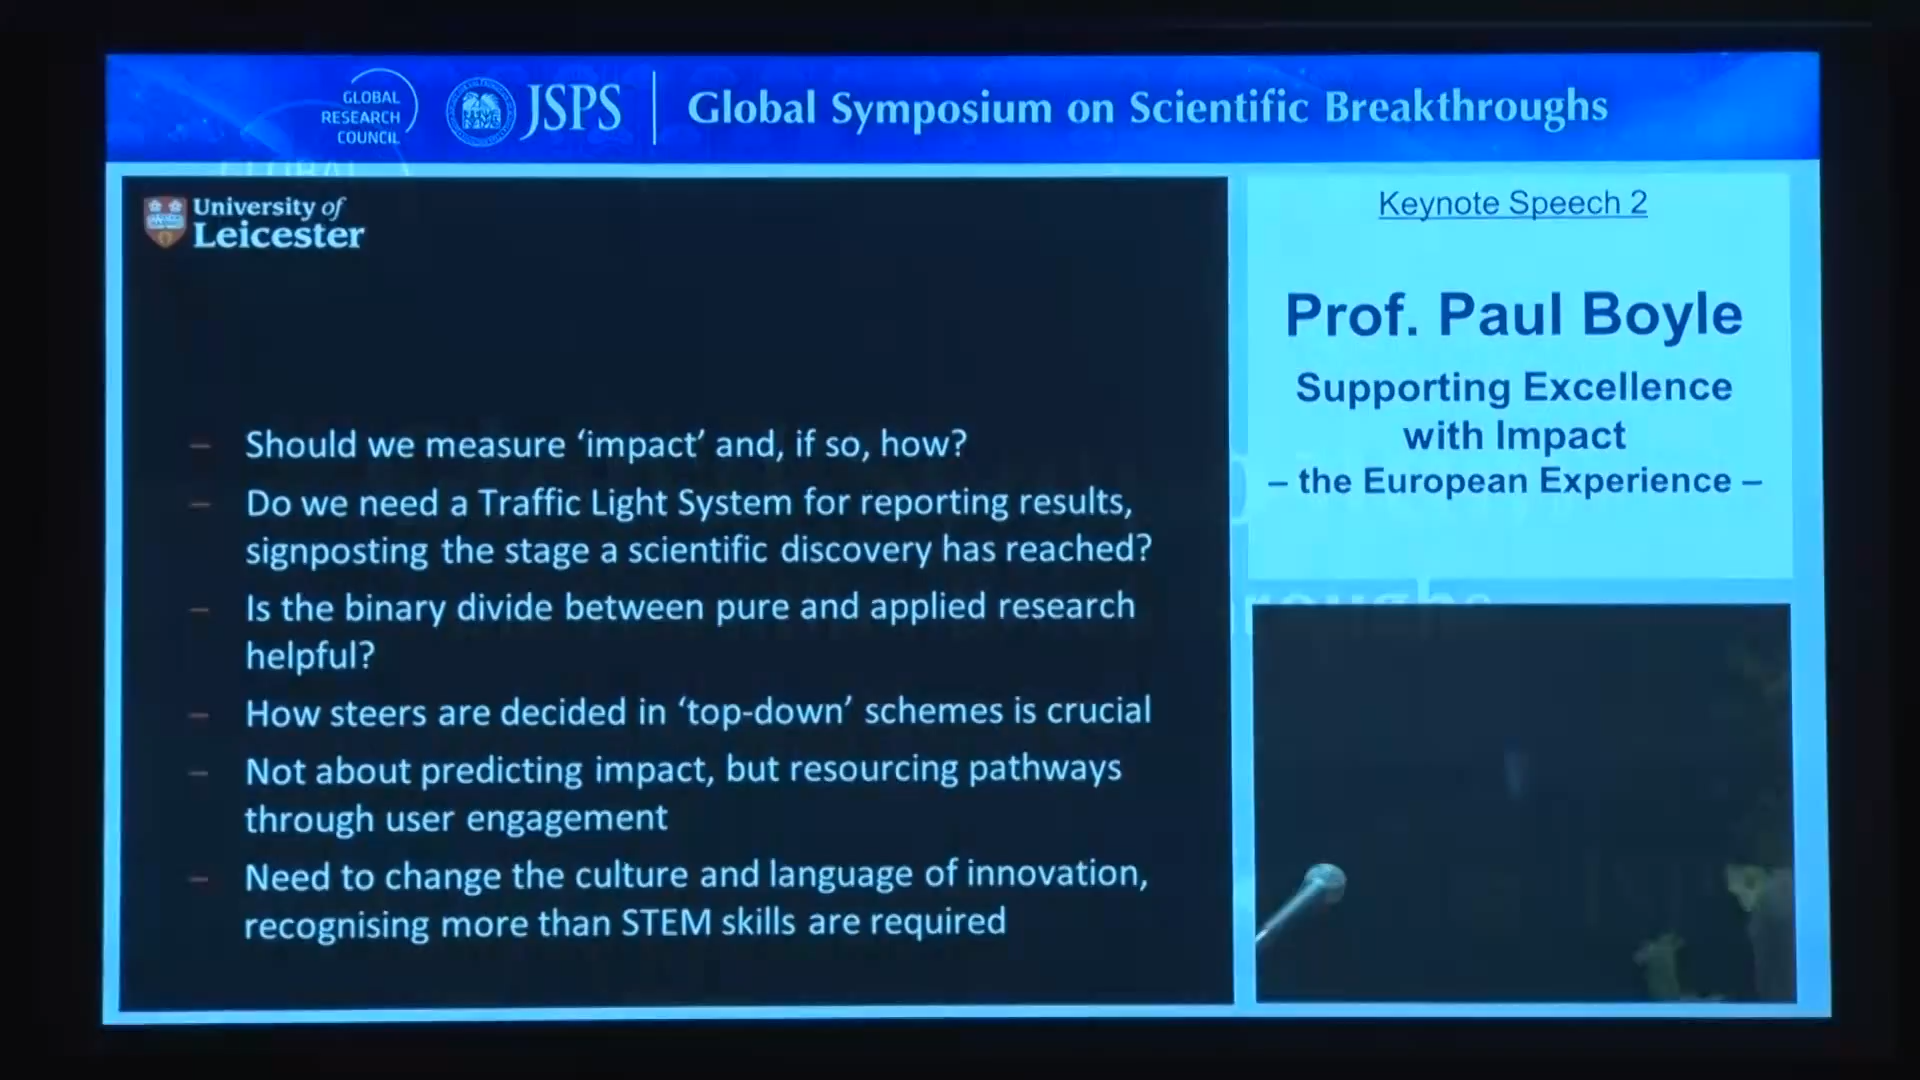 GLOBAL
RESEARCH
COUNCIL
JSPS
Global Symposium on Scientific Breakthroughs
University of
Leicester
– Should we measure ‘impact’ and, if so, how?
– Do we need a Traffic Light System for reporting results,
signposting the stage a scientific discovery has reached?
– Is the binary divide between pure and applied research
helpful?
– How steers are decided in ‘top-down’ schemes is crucial
– Not about predicting impact, but resourcing pathways
through user engagement
– Need to change the culture and language of innovation,
recognising more than STEM skills are required
Keynote Speech 2
Prof. Paul Boyle
Supporting Excellence
with Impact
– the European Experience –